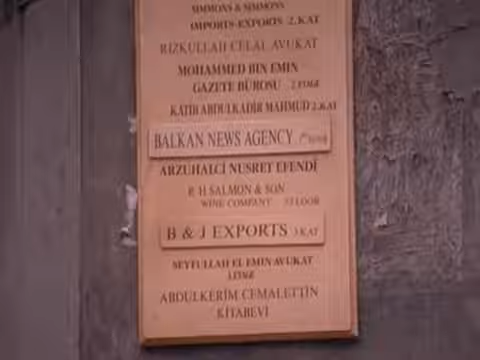 SIMMONS & SIMMONS
IMPORTS-EXPORTS 2.KAT
RIZKULLAH CELAL AVUKAT
MOHAMMED BIN EMIN
GAZETE BÜROSU
KATIB ABDULKADIR MAHMUD 2.KAT
BALKAN NEWS AGENCY
ARZUHALCİ NUSRET EFENDİ
R H SALMON & SON
WINE COMPANY FLOOR
B & J EXPORTS 3 KAT
SEYFULLAH EL EMIN AVUKAT
ABDULKERİM CEMALETTİN
KİTABEVİ